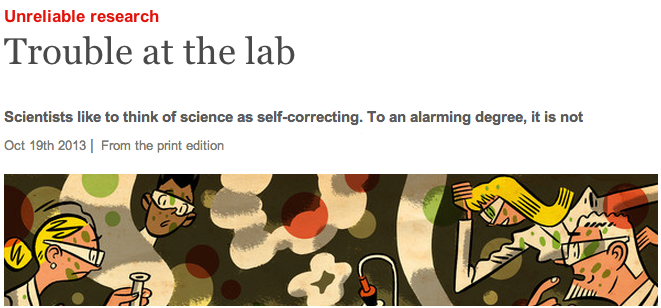 Unreliable research
Trouble at the lab
Scientists like to think of science as self-correcting. To an alarming degree, it is not
Oct 19th 2013 | From the print edition